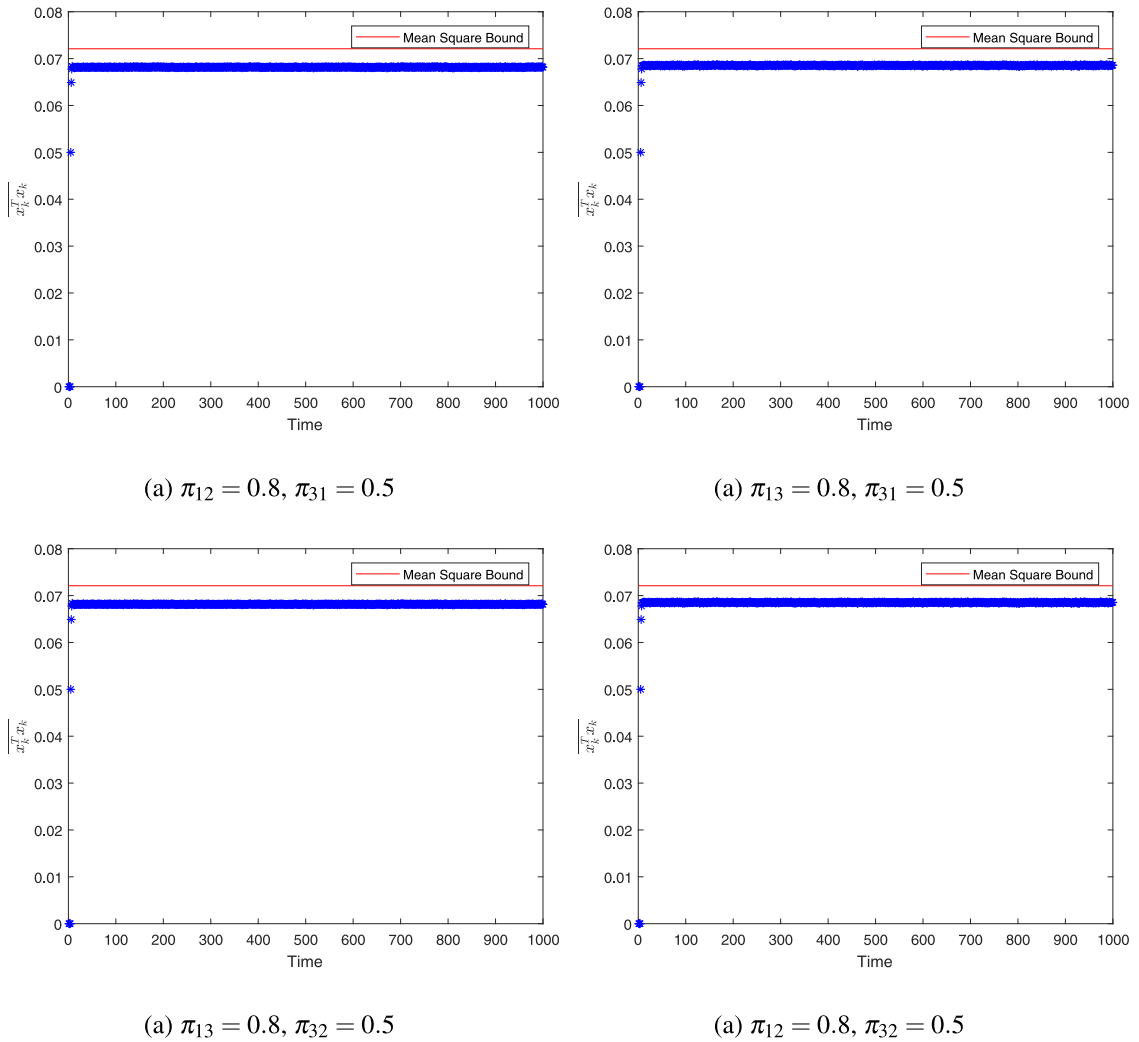 0.08 0.08
Mean Square Bound Mean Square Bound
0.07 0.07
0.06 0.06
0.05 0.05
0.04 0.04
0.03 0.03
0.02 0.02
0.01 0.01
0 0
$\overline{x_k^T x_k}$ $\overline{x_k^T x_k}$
0 100 200 300 400 500 600 700 800 900 1000 0 100 200 300 400 500 600 700 800 900 1000
Time Time
(a) π₁₂ = 0.8, π₃₁ = 0.5 (a) π₁₃ = 0.8, π₃₁ = 0.5
0.08 0.08
Mean Square Bound Mean Square Bound
0.07 0.07
0.06 0.06
0.05 0.05
0.04 0.04
0.03 0.03
0.02 0.02
0.01 0.01
0 0
$\overline{x_k^T x_k}$ $\overline{x_k^T x_k}$
0 100 200 300 400 500 600 700 800 900 1000 0 100 200 300 400 500 600 700 800 900 1000
Time Time
(a) π₁₃ = 0.8, π₃₂ = 0.5 (a) π₁₂ = 0.8, π₃₂ = 0.5